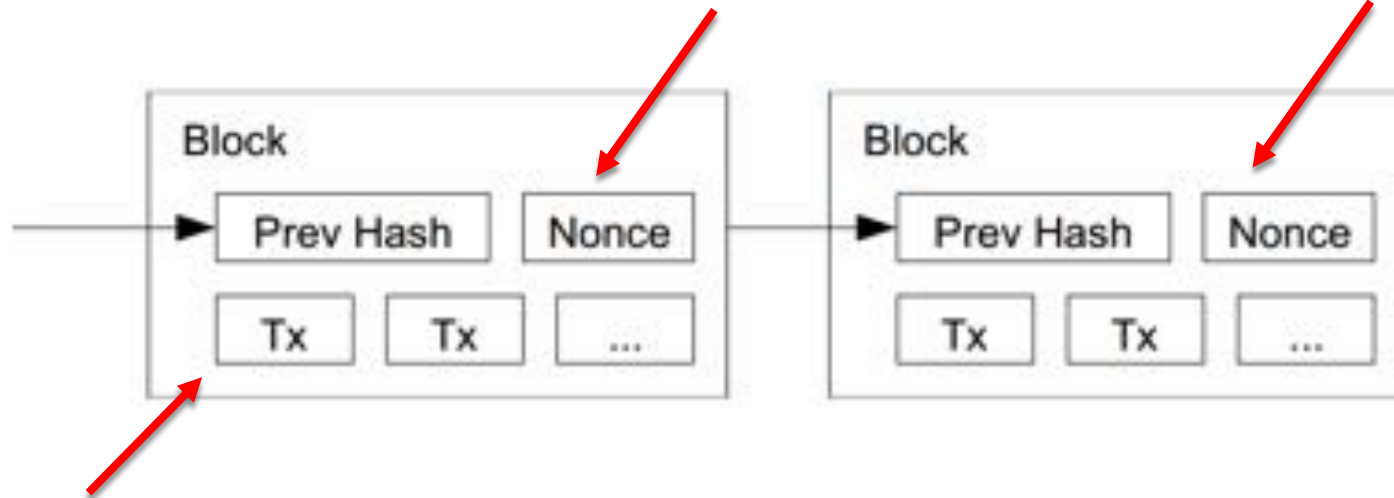 Block
Prev Hash Nonce
Tx Tx ...
Block
Prev Hash Nonce
Tx Tx ...